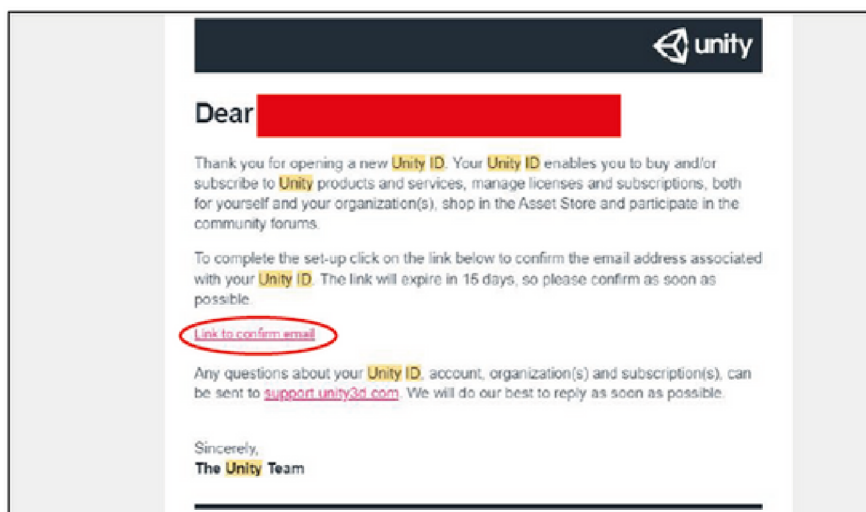 unity
Dear
Thank you for opening a new Unity ID. Your Unity ID enables you to buy and/or
subscribe to Unity products and services, manage licenses and subscriptions, both
for yourself and your organization(s), shop in the Asset Store and participate in the
community forums.
To complete the set-up click on the link below to confirm the email address associated
with your Unity ID. The link will expire in 15 days, so please confirm as soon as
possible.
Link to confirm email
Any questions about your Unity ID, account, organization(s) and subscription(s), can
be sent to support.unity3d.com. We will do our best to reply as soon as possible.
Sincerely,
The Unity Team